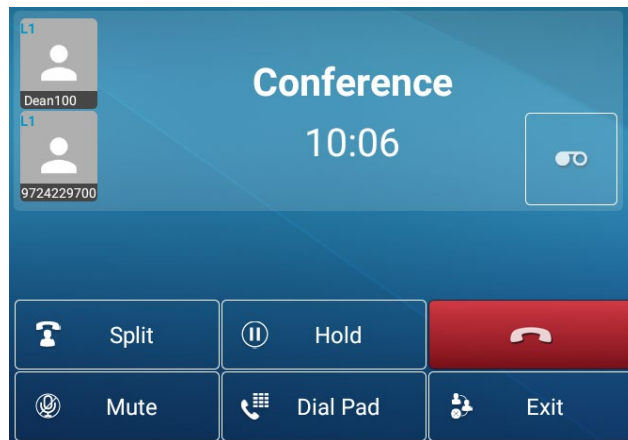 L1
Dean100
L1
9724229700
Conference
10:06
Split
Hold
Mute
Dial Pad
Exit